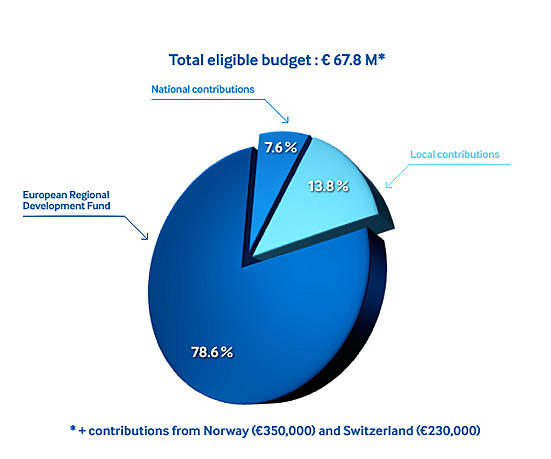 Total eligible budget : € 67.8 M*
National contributions
7.6 %
Local contributions
13.8 %
European Regional
Development Fund
78.6 %
* + contributions from Norway (€350,000) and Switzerland (€230,000)